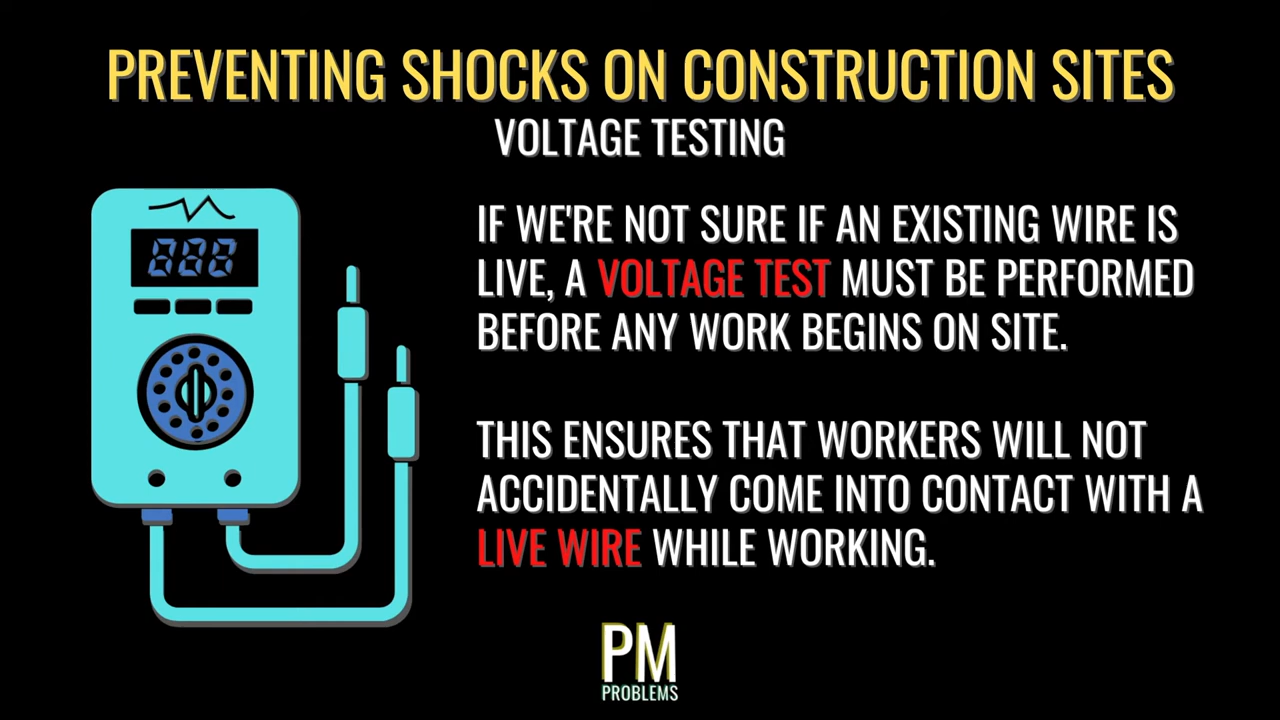 PREVENTING SHOCKS ON CONSTRUCTION SITES
VOLTAGE TESTING
888
IF WE'RE NOT SURE IF AN EXISTING WIRE IS
LIVE, A VOLTAGE TEST MUST BE PERFORMED
BEFORE ANY WORK BEGINS ON SITE.
THIS ENSURES THAT WORKERS WILL NOT
ACCIDENTALLY COME INTO CONTACT WITH A
LIVE WIRE WHILE WORKING.
PM
PROBLEMS